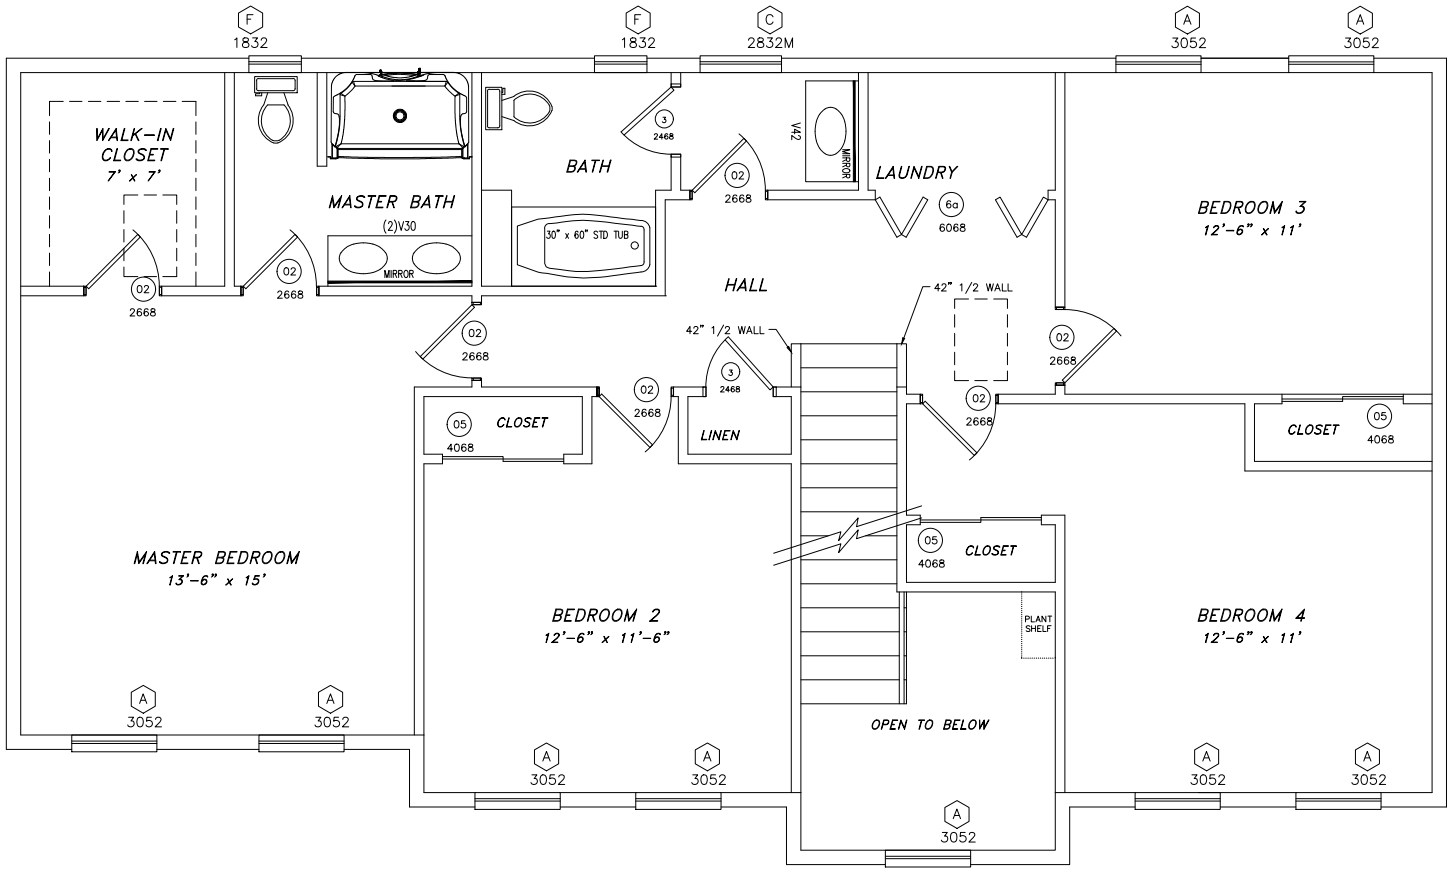 F
1832
F
1832
C
2832M
A
3052
A
3052
WALK-IN
CLOSET
7' x 7'
MASTER BATH
(2)V30
MIRROR
BATH
30" x 60" STD TUB
3
2468
02
2668
V42
MIRROR
LAUNDRY
6a
6068
BEDROOM 3
12'-6" x 11'
02
2668
02
2668
HALL
42" 1/2 WALL
42" 1/2 WALL
02
2668
02
2668
3
2468
02
2668
02
2668
05
4068
CLOSET
LINEN
CLOSET
05
4068
MASTER BEDROOM
13'-6" x 15'
05
4068
CLOSET
BEDROOM 2
12'-6" x 11'-6"
PLANT
SHELF
BEDROOM 4
12'-6" x 11'
OPEN TO BELOW
A
3052
A
3052
A
3052
A
3052
A
3052
A
3052
A
3052